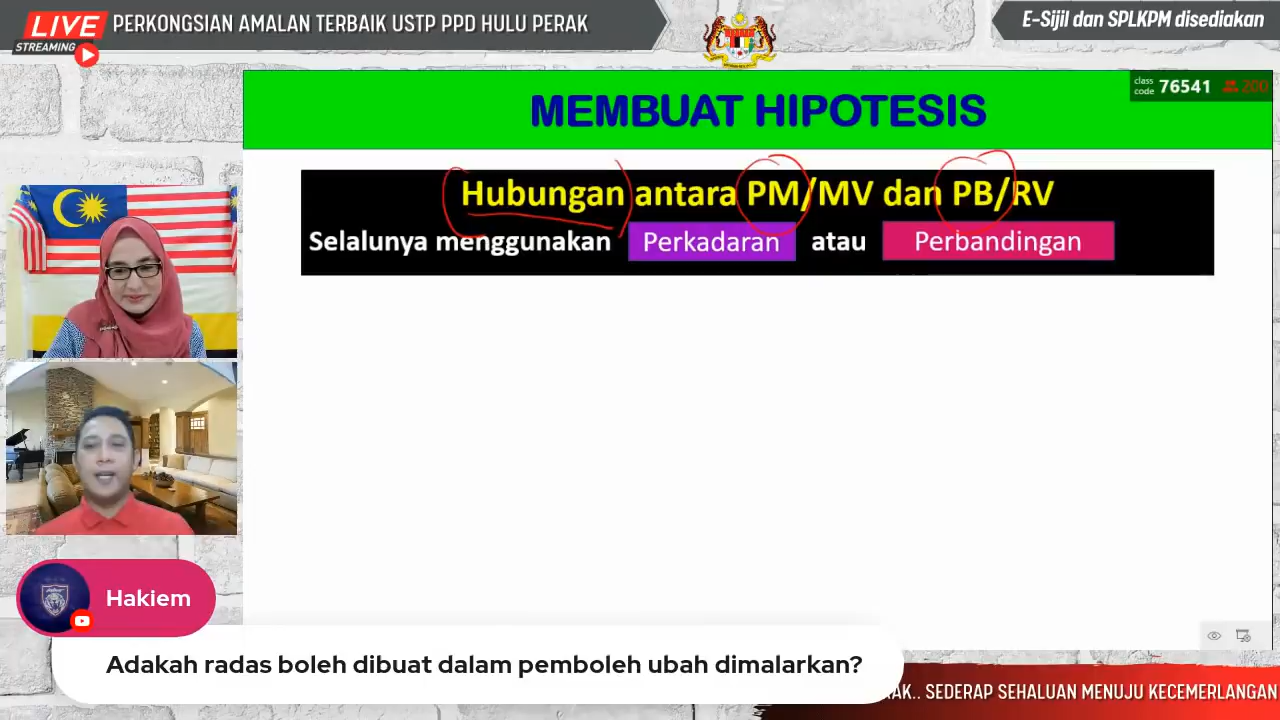 LIVE
STREAMING
PERKONGSIAN AMALAN TERBAIK USTP PPD HULU PERAK
E-Sijil dan SPLKPM disediakan
class
code 76541 200
MEMBUAT HIPOTESIS
Hubungan antara PM/MV dan PB/RV
Selalunya menggunakan Perkadaran atau Perbandingan
Hakiem
Adakah radas boleh dibuat dalam pemboleh ubah dimalarkan?
AK.. SEDERAP SEHALUAN MENUJU KECEMERLANGAN